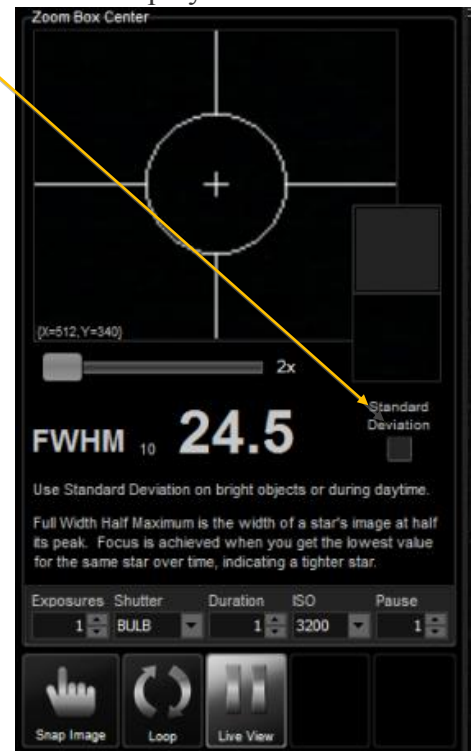 Zoom Box Center
{X=512,Y=340}
2x
Standard
Deviation
FWHM 10 24.5
Use Standard Deviation on bright objects or during daytime.
Full Width Half Maximum is the width of a star's image at half
its peak. Focus is achieved when you get the lowest value
for the same star over time, indicating a tighter star.
Exposures Shutter Duration ISO Pause
1 BULB 1 3200 1
Snap Image Loop Live View